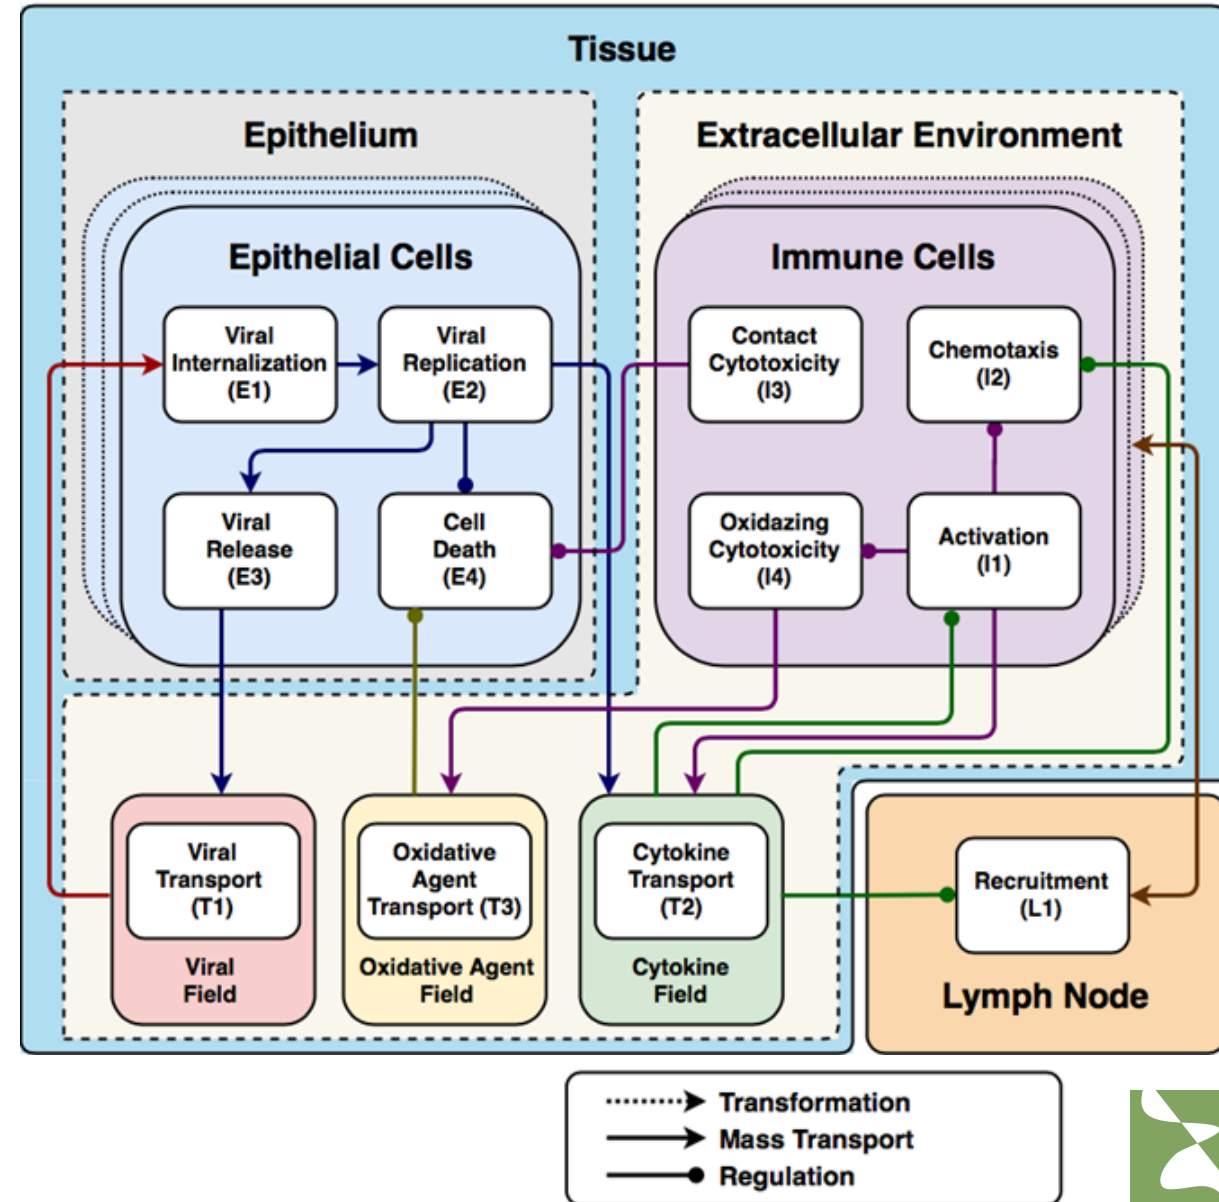 Tissue
Epithelium
Epithelial Cells
Viral
Internalization
(E1)
Viral
Replication
(E2)
Viral
Release
(E3)
Cell
Death
(E4)
Extracellular Environment
Immune Cells
Contact
Cytotoxicity
(I3)
Chemotaxis
(I2)
Oxidazing
Cytotoxicity
(I4)
Activation
(I1)
Viral
Transport
(T1)
Viral
Field
Oxidative
Agent
Transport (T3)
Oxidative Agent
Field
Cytokine
Transport
(T2)
Cytokine
Field
Recruitment
(L1)
Lymph Node
Transformation
Mass Transport
Regulation